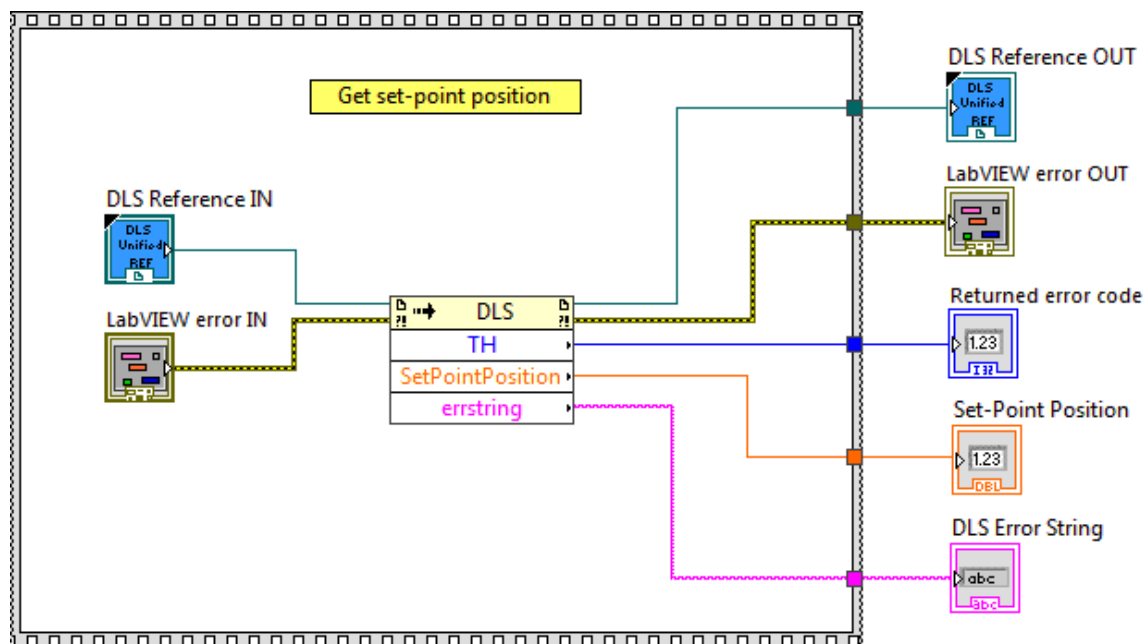 DLS Reference OUT
DLS
Unified
REF
Get set-point position
LabVIEW error OUT
DLS Reference IN
DLS
Unified
REF
Returned error code
1.23
I32
LabVIEW error IN
?!
DLS
?!
TH
SetPointPosition
errstring
Set-Point Position
1.23
DBL
DLS Error String
abc
abc